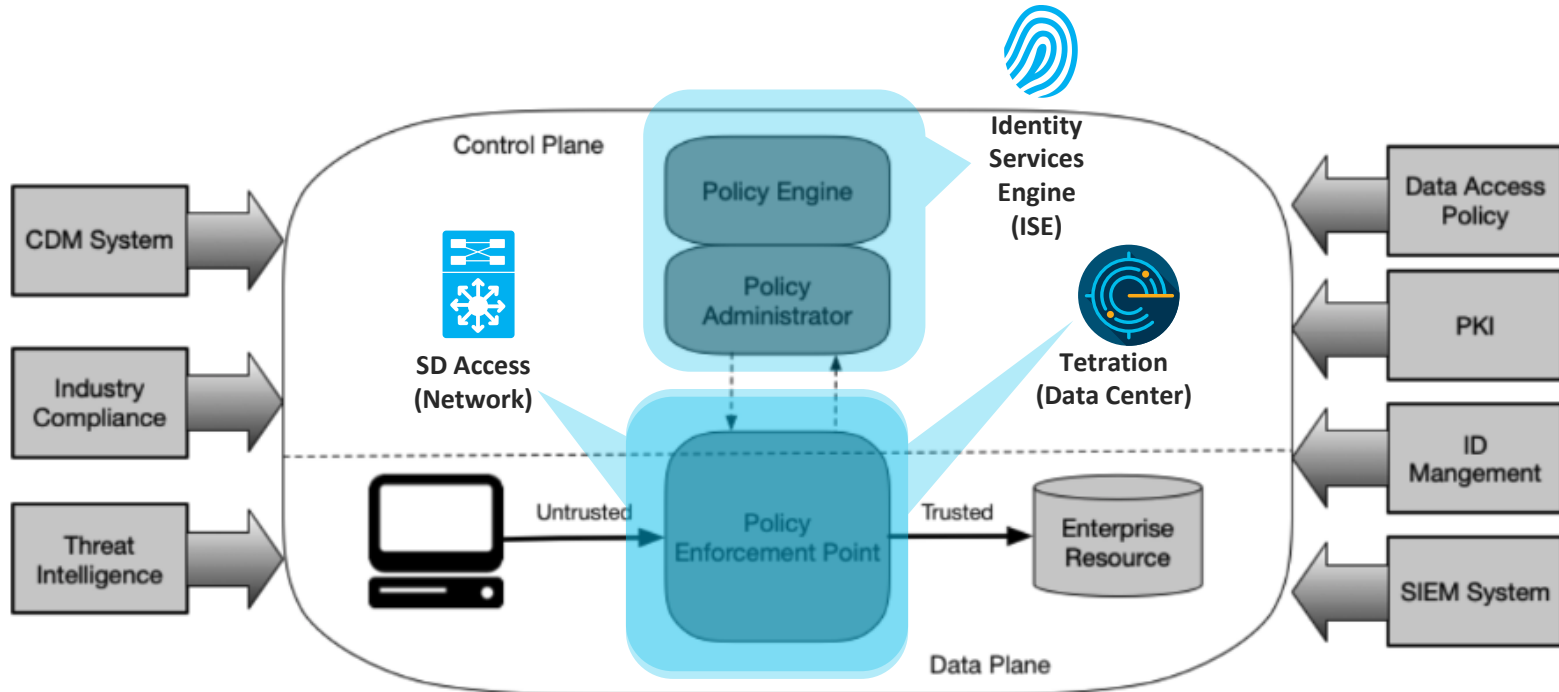 Control Plane
Policy Engine
Policy
Administrator
Identity
Services
Engine
(ISE)
CDM System
Industry
Compliance
Threat
Intelligence
SD Access
(Network)
Tetration
(Data Center)
Data Access
Policy
PKI
ID
Mangement
SIEM System
Untrusted
Policy
Enforcement Point
Trusted
Enterprise
Resource
Data Plane